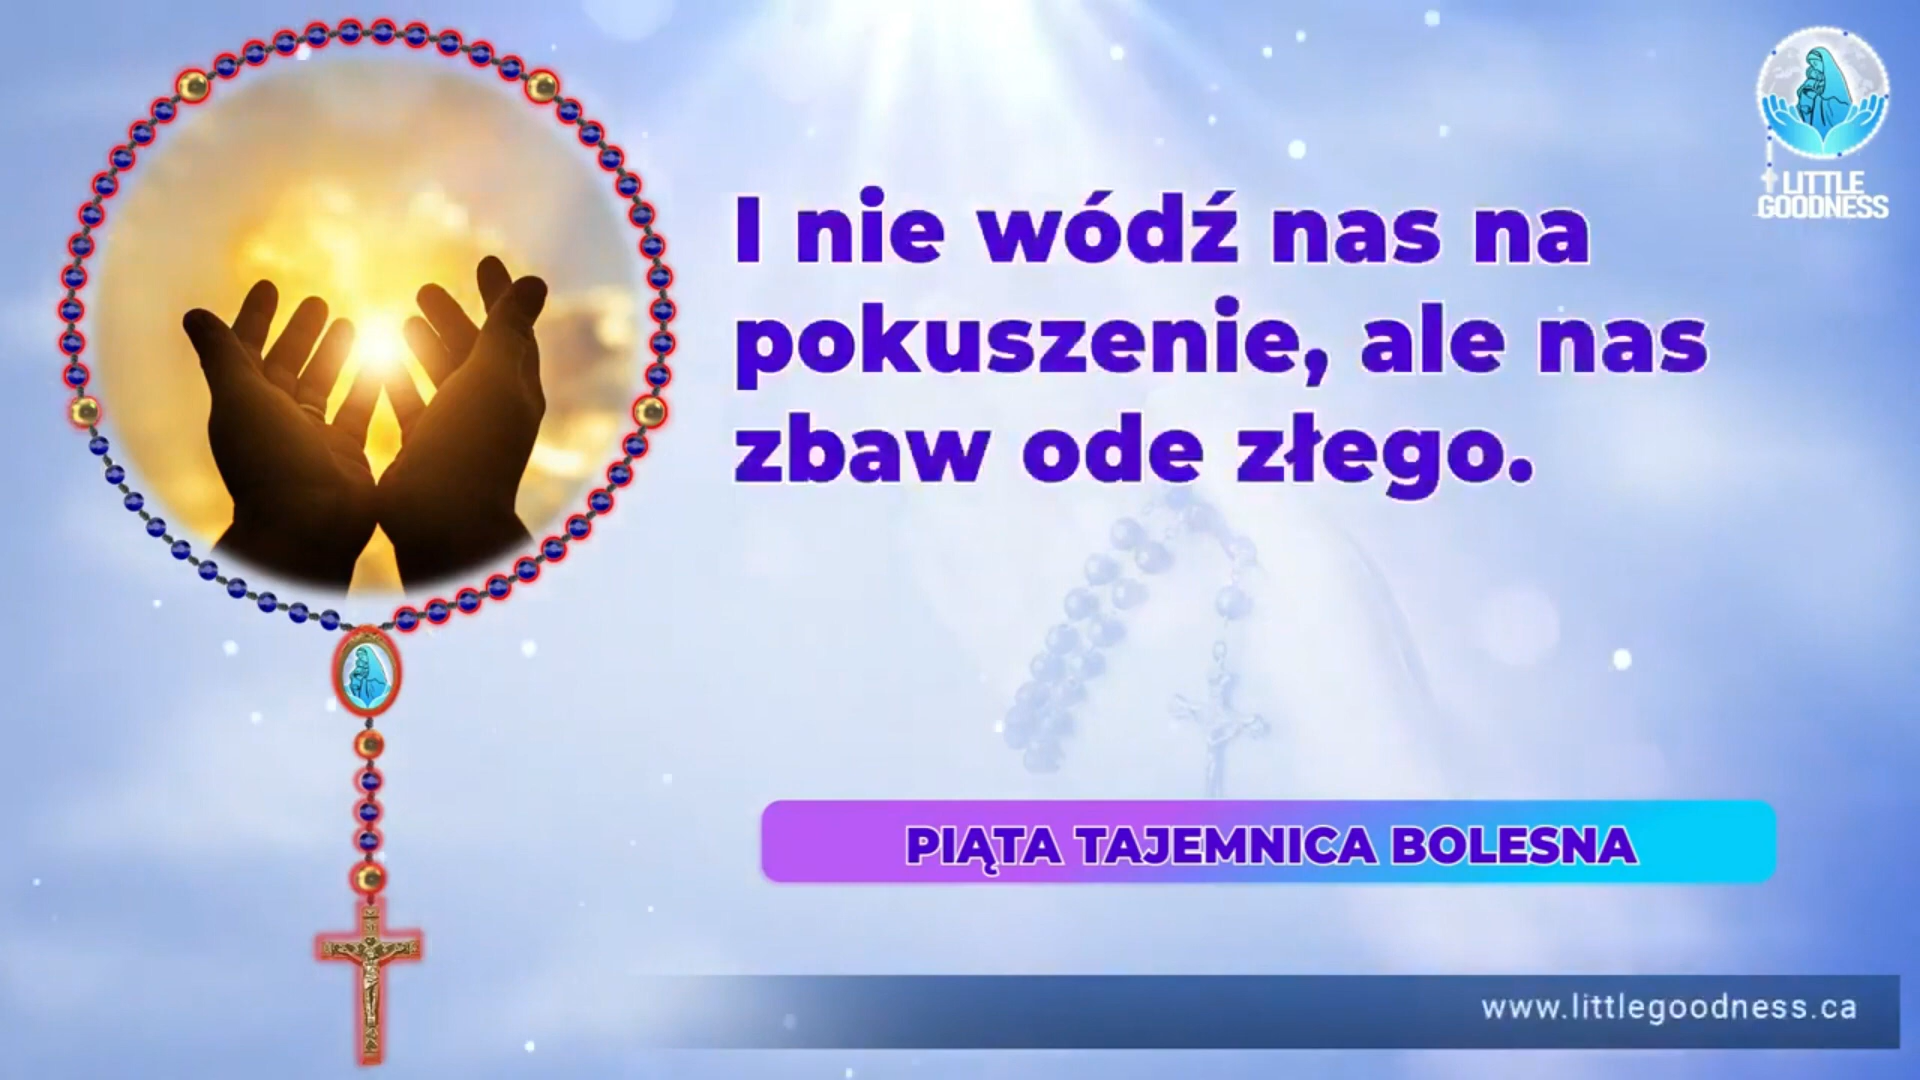 I nie wódź nas na
pokuszenie, ale nas
zbaw ode złego.
LITTLE
GOODNESS
PIĄTA TAJEMNICA BOLESNA
www.littlegoodness.ca